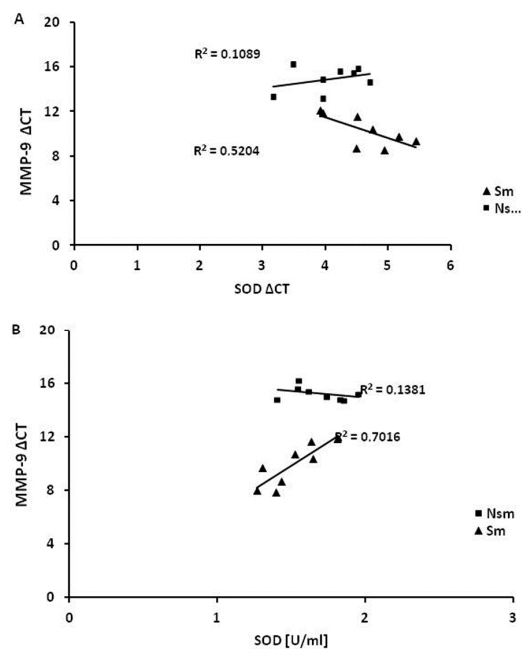 A
20
R² = 0.1089
16
12
R² = 0.5204
8
4
0
MMP-9 ΔCT
0 1 2 3 4 5 6
SOD ΔCT
Sm
Ns...
B
20
16
R² = 0.1381
12
R² = 0.7016
8
4
0
MMP-9 ΔCT
0 1 2 3
SOD [U/ml]
Nsm
Sm